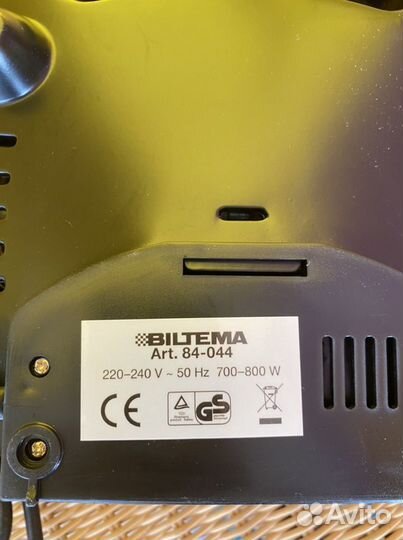 BILTEMA
Art. 84-044
220-240 V ~ 50 Hz 700-800 W
CE
GS
Avito